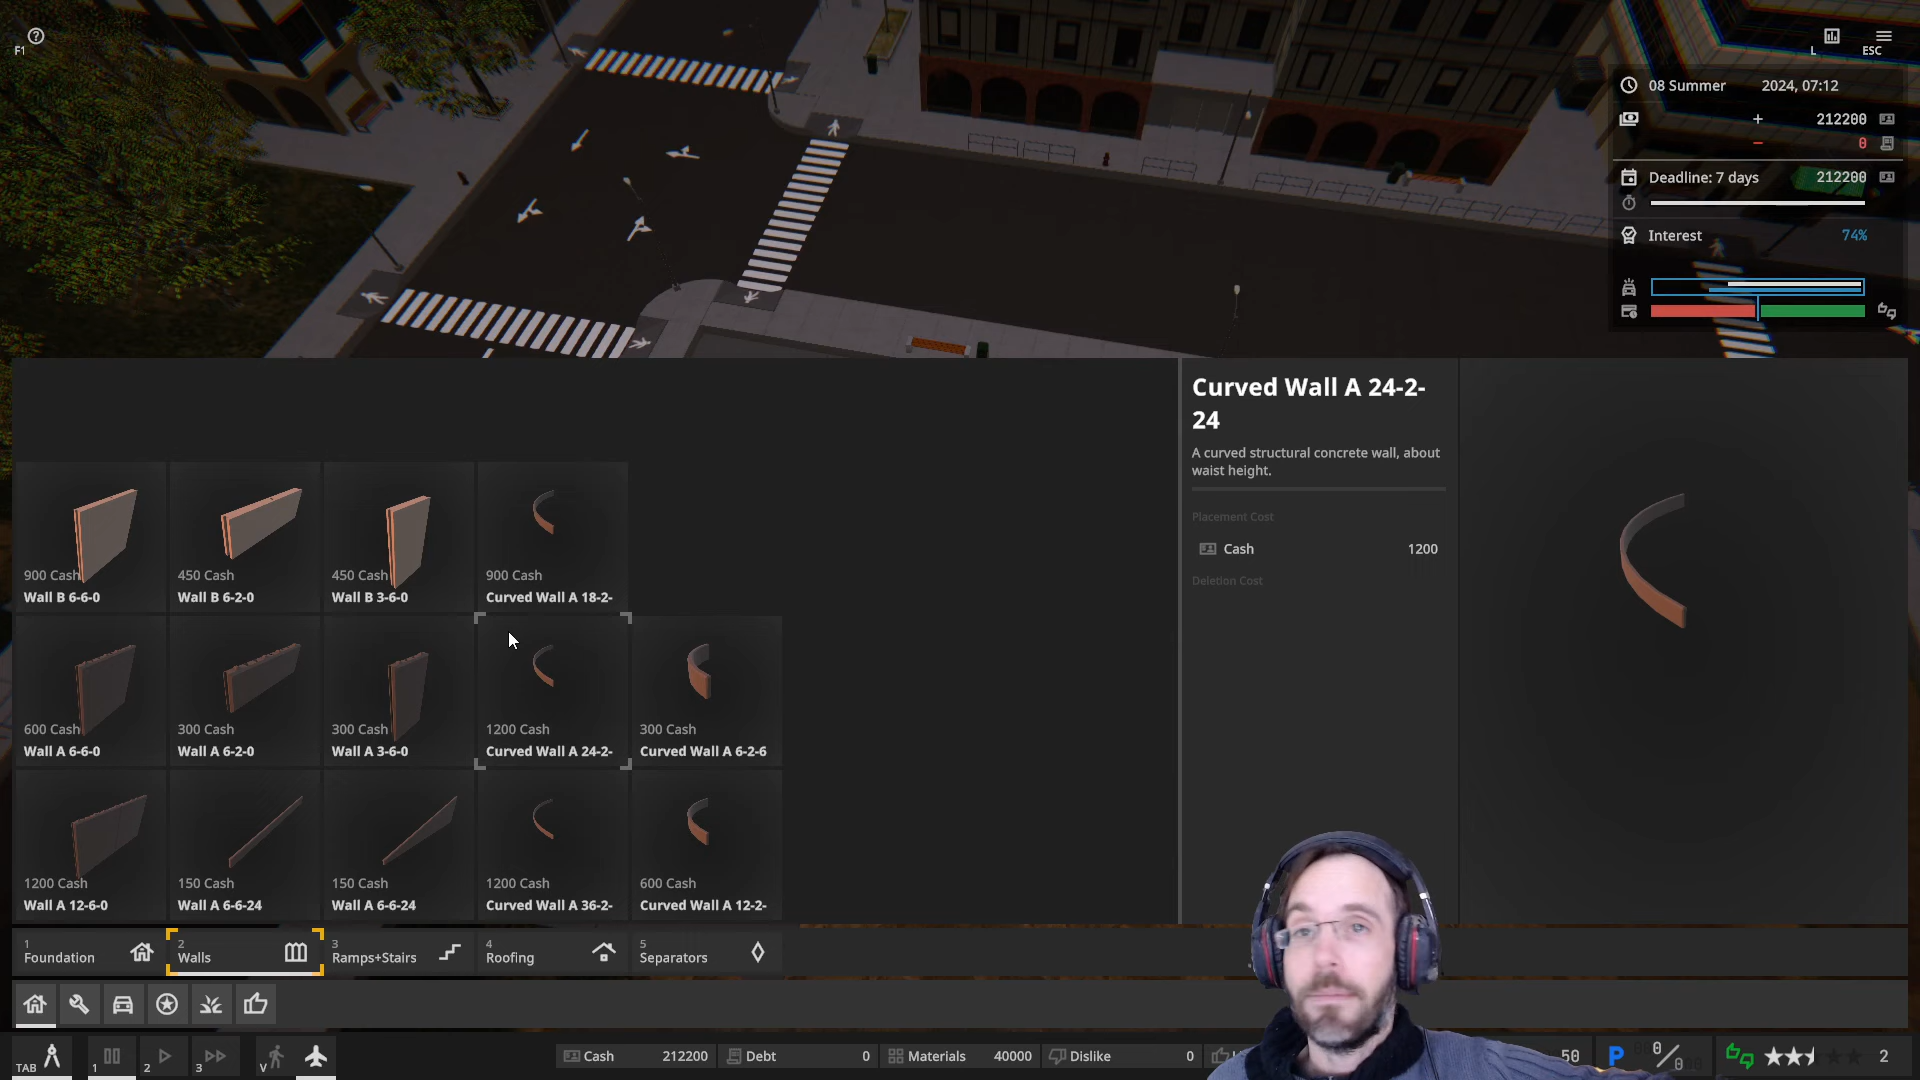 F1
L
ESC
08 Summer 2024, 07:12
+ 212200
- 0
Deadline: 7 days 212200
Interest 74%
Curved Wall A 24-2-
24
A curved structural concrete wall, about
waist height.
Placement Cost
Cash 1200
Deletion Cost
900 Cash
Wall B 6-6-0
450 Cash
Wall B 6-2-0
450 Cash
Wall B 3-6-0
900 Cash
Curved Wall A 18-2-
600 Cash
Wall A 6-6-0
300 Cash
Wall A 6-2-0
300 Cash
Wall A 3-6-0
1200 Cash
Curved Wall A 24-2-
300 Cash
Curved Wall A 6-2-6
1200 Cash
Wall A 12-6-0
150 Cash
Wall A 6-6-24
150 Cash
Wall A 6-6-24
1200 Cash
Curved Wall A 36-2-
600 Cash
Curved Wall A 12-2-
1
Foundation
2
Walls
3
Ramps+Stairs
4
Roofing
5
Separators
TAB
1
2
3
V
Cash 212200
Debt 0
Materials 40000
Dislike 0
50
P 0/0
2